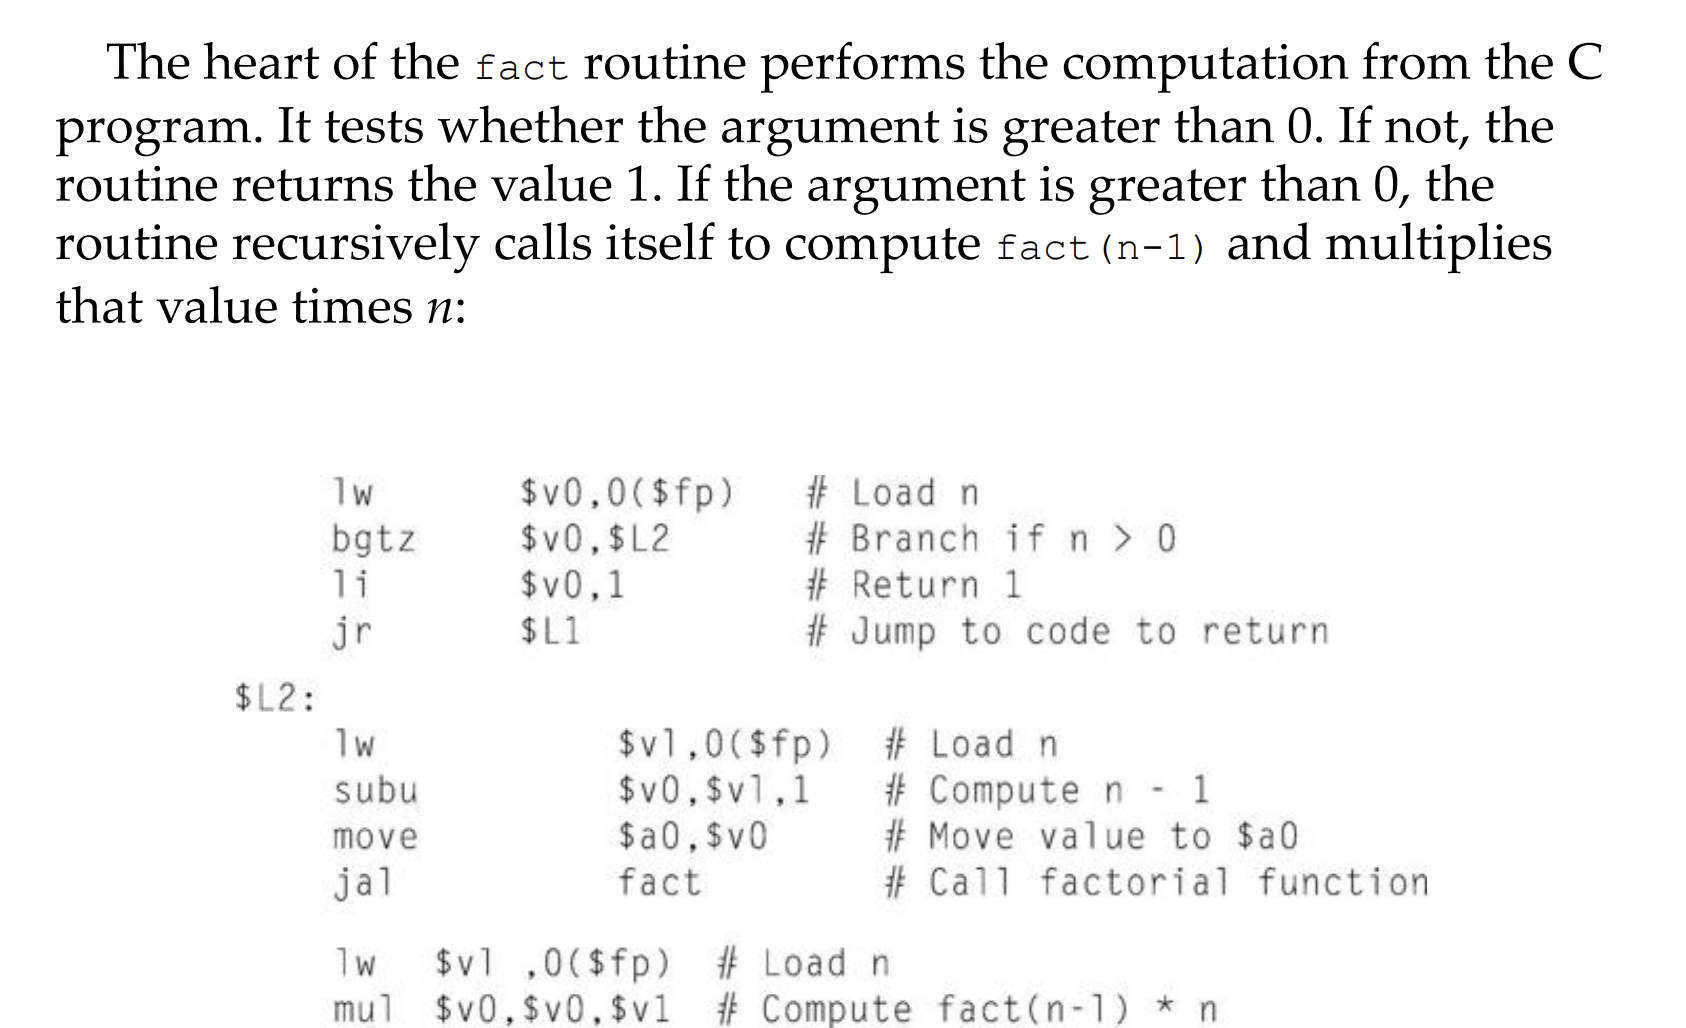 The heart of the fact routine performs the computation from the C
program. It tests whether the argument is greater than 0. If not, the
routine returns the value 1. If the argument is greater than 0, the
routine recursively calls itself to compute fact(n-1) and multiplies
that value times n:
lw $v0,0($fp) # Load n
bgtz $v0,$L2 # Branch if n > 0
li $v0,1 # Return 1
jr $L1 # Jump to code to return
$L2:
lw $v1,0($fp) # Load n
subu $v0,$v1,1 # Compute n - 1
move $a0,$v0 # Move value to $a0
jal fact # Call factorial function
lw $v1 ,0($fp) # Load n
mul $v0,$v0,$v1 # Compute fact(n-1) * n